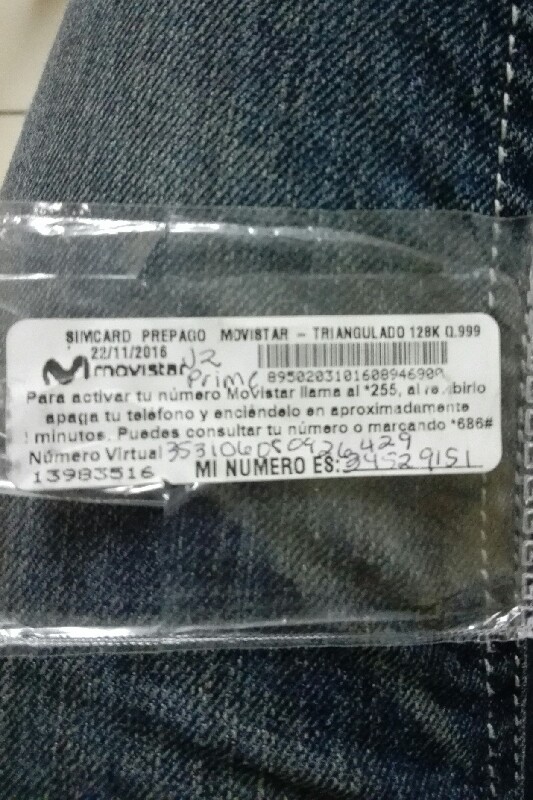 SIMCARD PREPAGO MOVISTAR - TRIANGULADO 128K Q.999
22/11/2016 J2
movistar Prime 8950203101608946909
Para activar tu número Movistar llama al *255, al recibirlo
apaga tu teléfono y enciéndelo en aproximadamente
minutos. Puedes consultar tu número o marcando *686#
Número Virtual 353106080926429
13983516 MI NUMERO ES: 34529151